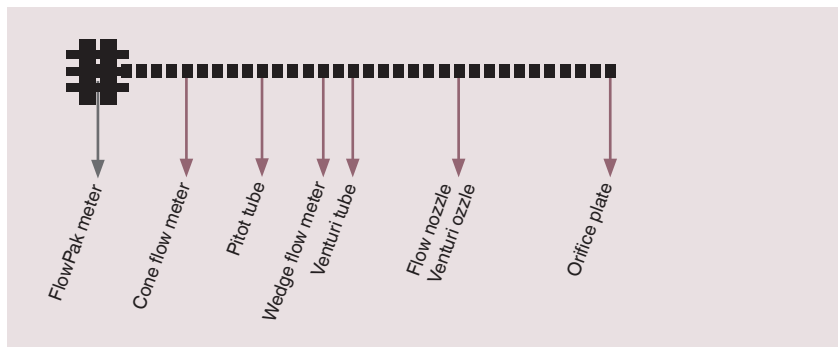 FlowPak meter
Cone flow meter
Pitot tube
Wedge flow meter
Venturi tube
Flow nozzle
Venturi ozzle
Orifice plate